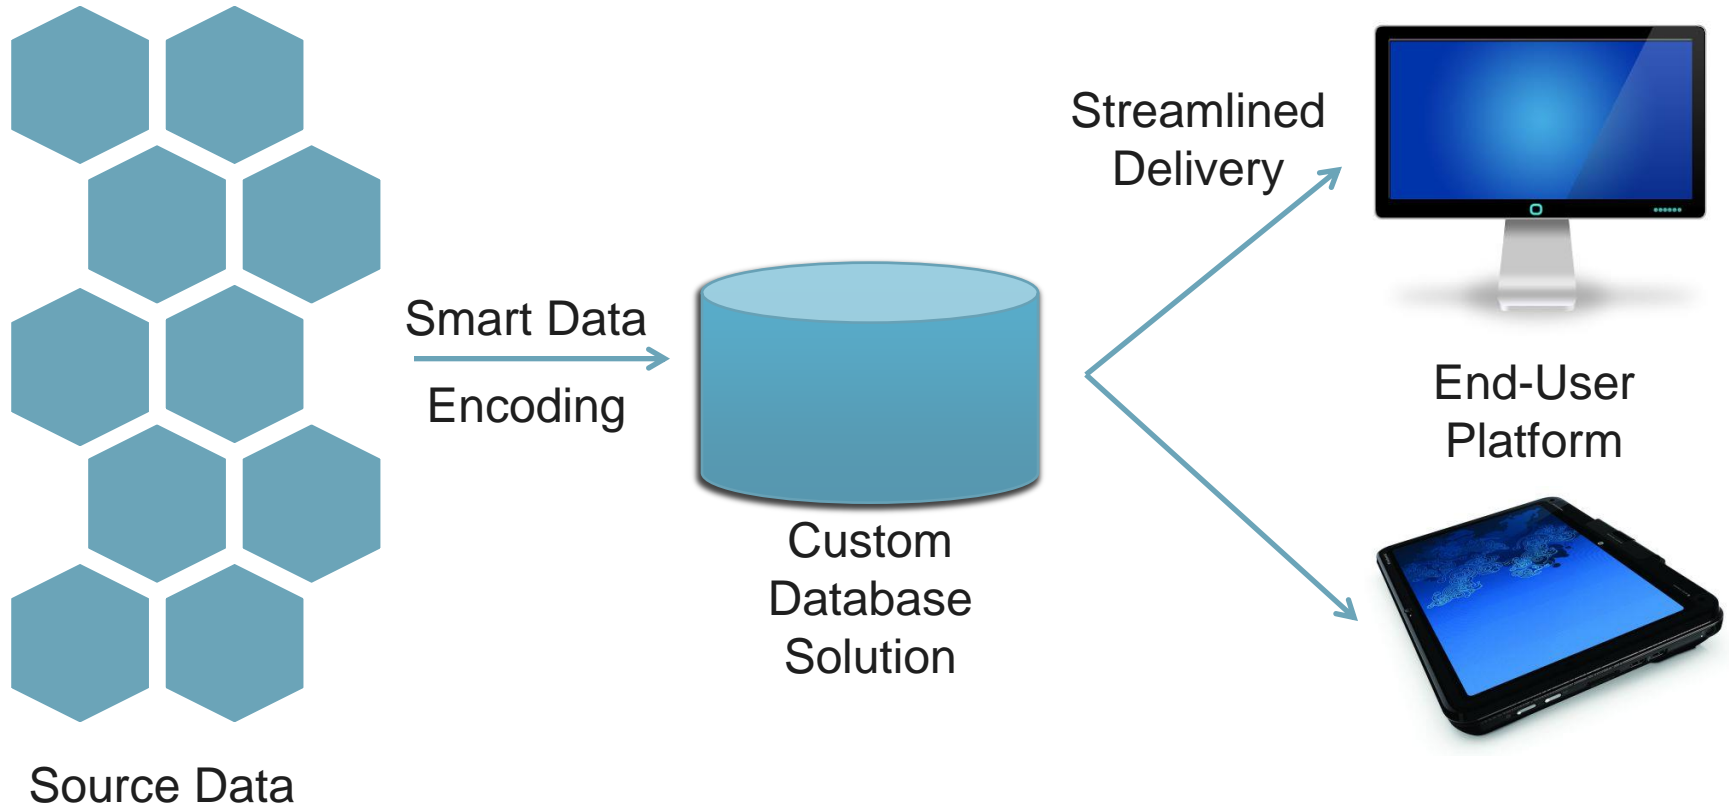 Source Data
Smart Data
Encoding
Custom
Database
Solution
Streamlined
Delivery
End-User
Platform